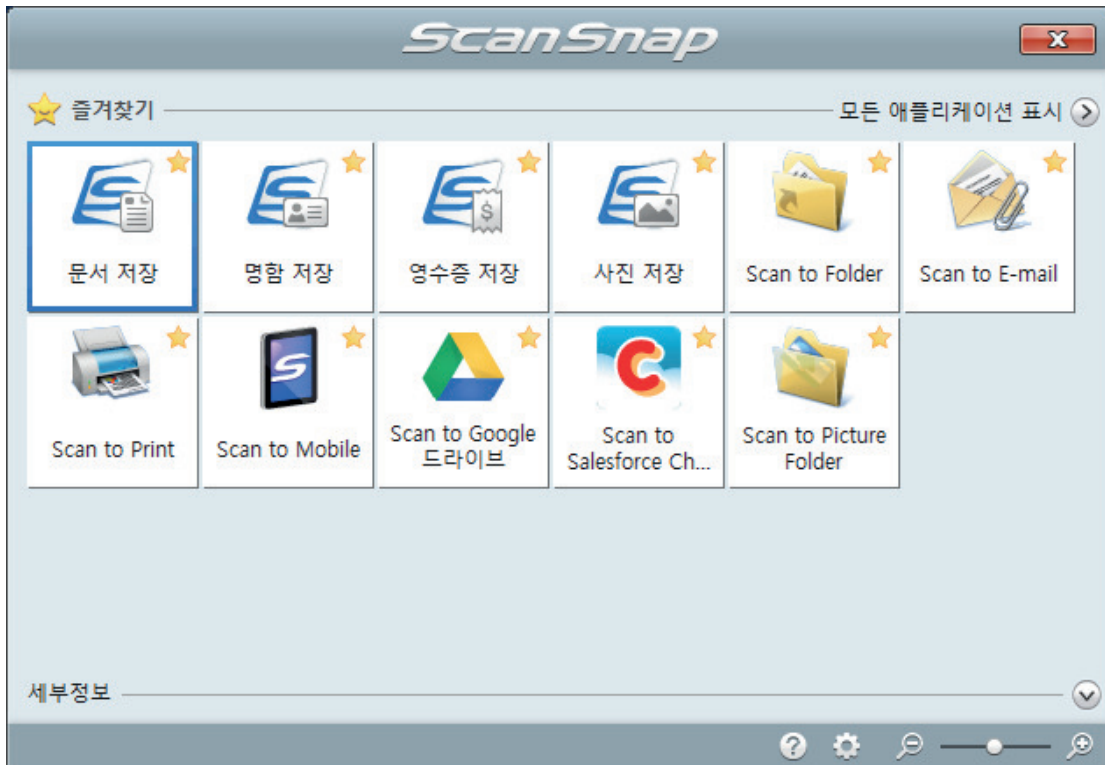 ScanSnap
즐겨찾기
모든 애플리케이션 표시
문서 저장
명함 저장
영수증 저장
사진 저장
Scan to Folder
Scan to E-mail
Scan to Print
Scan to Mobile
Scan to Google
드라이브
Scan to
Salesforce Ch...
Scan to Picture
Folder
세부정보